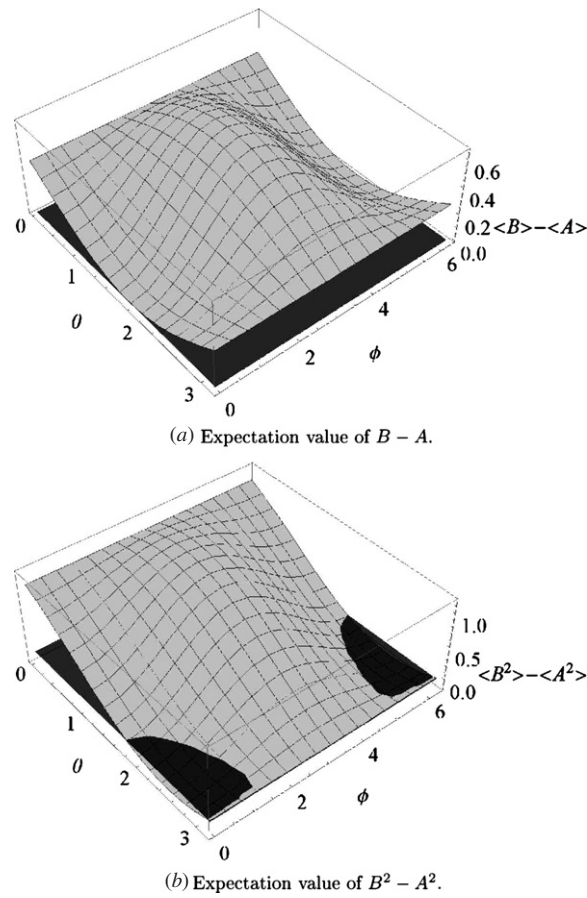 0.6
0.4
0.2 <B>−<A>
0.0
0
1
2
3
θ
0
2
4
6
ϕ
(a) Expectation value of B − A.
1.0
0.5 <B²>−<A²>
0.0
0
1
2
3
θ
0
2
4
6
ϕ
(b) Expectation value of B² − A².